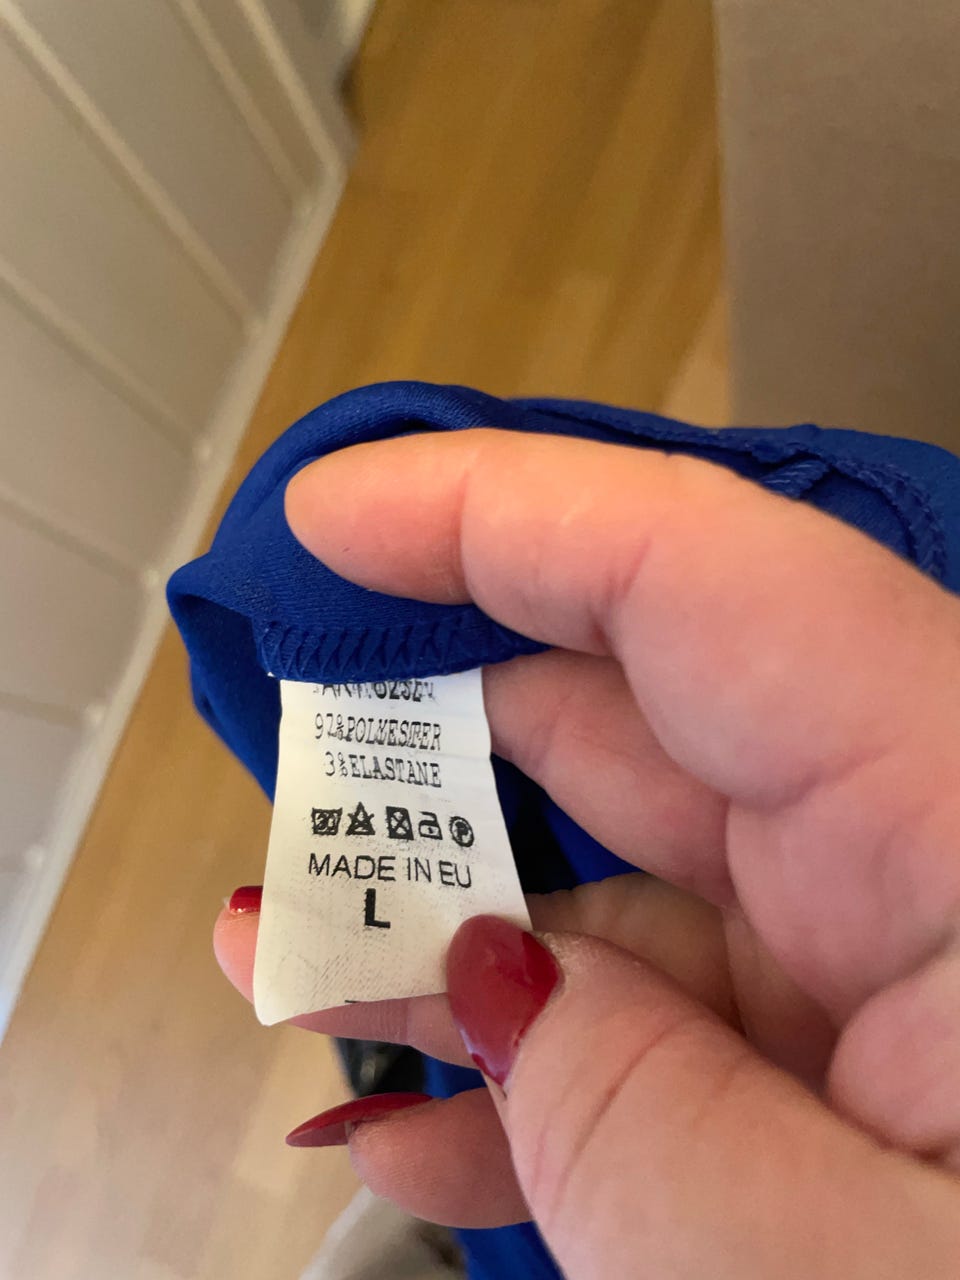 97%POLYESTER
3%ELASTANE
MADE IN EU
L